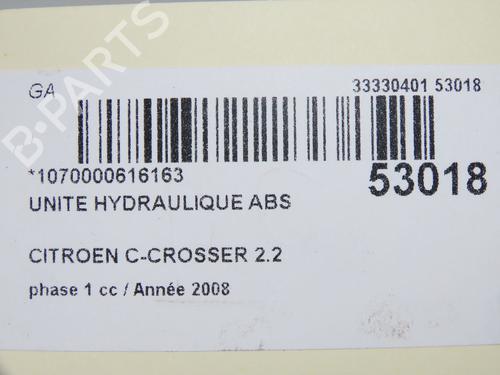 GA 33330401 53018
*1070000616163 53018
UNITE HYDRAULIQUE ABS
CITROEN C-CROSSER 2.2
phase 1 cc / Année 2008
B-PARTS